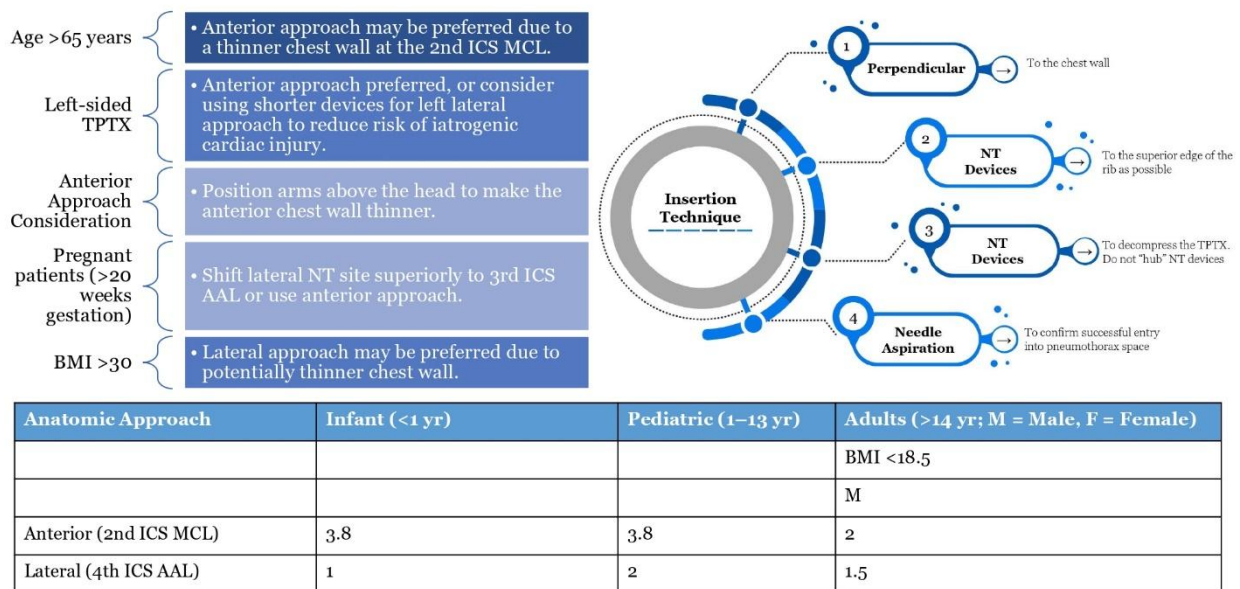 Age >65 years
• Anterior approach may be preferred due to
a thinner chest wall at the 2nd ICS MCL.
Left-sided
TPTX
• Anterior approach preferred, or consider
using shorter devices for left lateral
approach to reduce risk of iatrogenic
cardiac injury.
Anterior
Approach
Consideration
• Position arms above the head to make the
anterior chest wall thinner.
Pregnant
patients (>20
weeks
gestation)
• Shift lateral NT site superiorly to 3rd ICS
AAL or use anterior approach.
BMI >30
• Lateral approach may be preferred due to
potentially thinner chest wall.
Insertion
Technique
1
Perpendicular
→
To the chest wall
2
NT
Devices
→
To the superior edge of the
rib as possible
3
NT
Devices
→
To decompress the TPTX.
Do not "hub" NT devices
4
Needle
Aspiration
→
To confirm successful entry
into pneumothorax space
Anatomic Approach Infant (<1 yr) Pediatric (1–13 yr) Adults (>14 yr; M = Male, F = Female)
BMI <18.5
M
Anterior (2nd ICS MCL) 3.8 3.8 2
Lateral (4th ICS AAL) 1 2 1.5